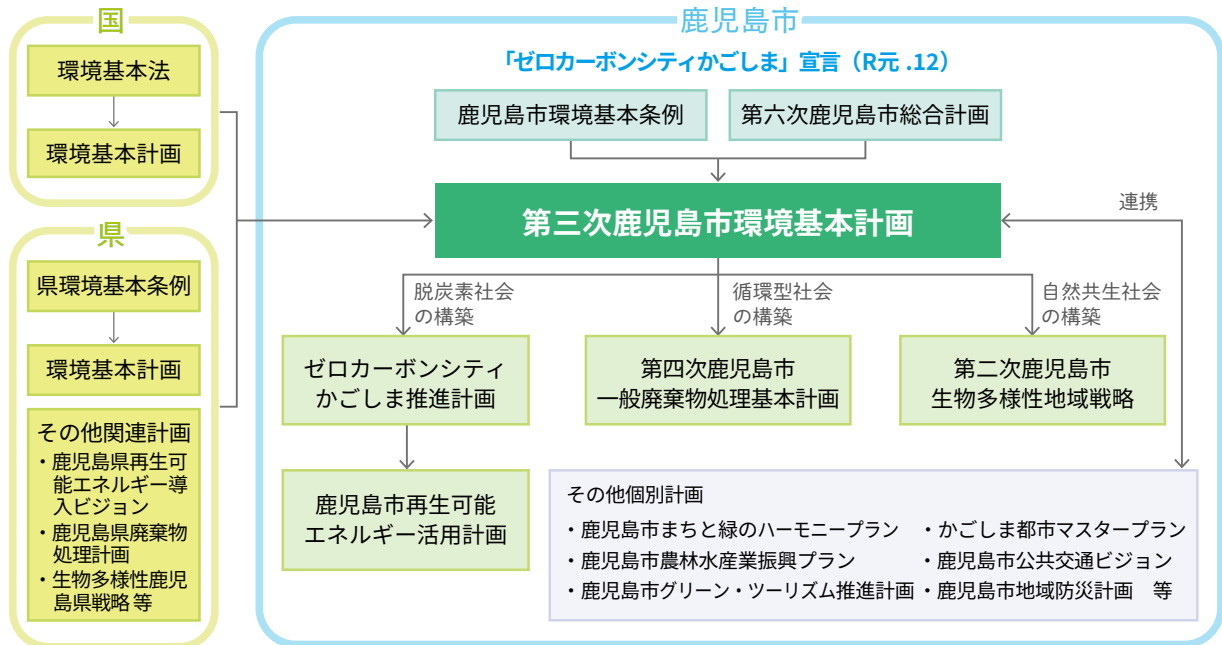 国
環境基本法
環境基本計画
県
県環境基本条例
環境基本計画
その他関連計画
・鹿児島県再生可
能エネルギー導
入ビジョン
・鹿児島県廃棄物
処理計画
・生物多様性鹿児
島県戦略 等
鹿児島市
「ゼロカーボンシティかごしま」宣言（R元 .12）
鹿児島市環境基本条例
第六次鹿児島市総合計画
第三次鹿児島市環境基本計画
連携
脱炭素社会
の構築
循環型社会
の構築
自然共生社会
の構築
ゼロカーボンシティ
かごしま推進計画
第四次鹿児島市
一般廃棄物処理基本計画
第二次鹿児島市
生物多様性地域戦略
鹿児島市再生可能
エネルギー活用計画
その他個別計画
・鹿児島市まちと緑のハーモニープラン
・鹿児島市農林水産業振興プラン
・鹿児島市グリーン・ツーリズム推進計画
・かごしま都市マスタープラン
・鹿児島市公共交通ビジョン
・鹿児島市地域防災計画　等